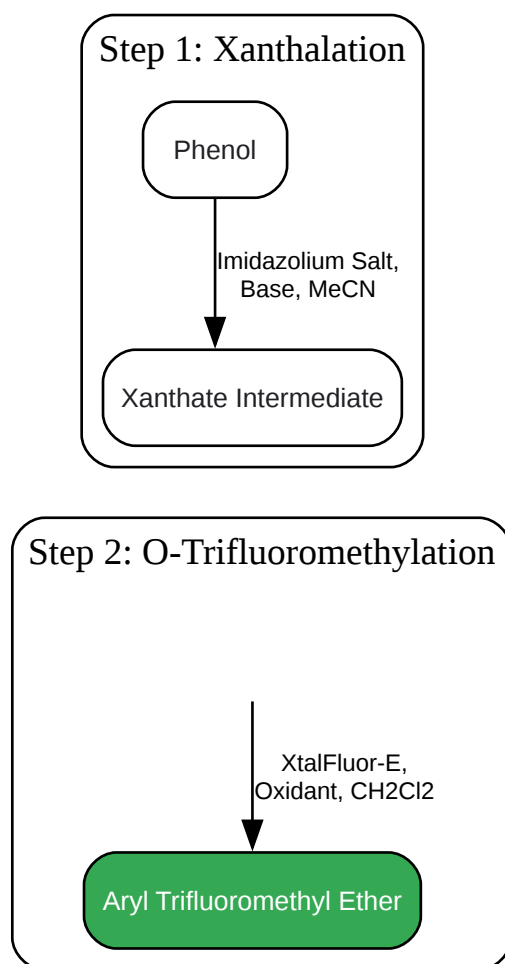 Step 1: Xanthalation
Phenol
Imidazolium Salt,
Base, MeCN
Xanthate Intermediate
Step 2: O-Trifluoromethylation
XtalFluor-E,
Oxidant, CH2Cl2
Aryl Trifluoromethyl Ether